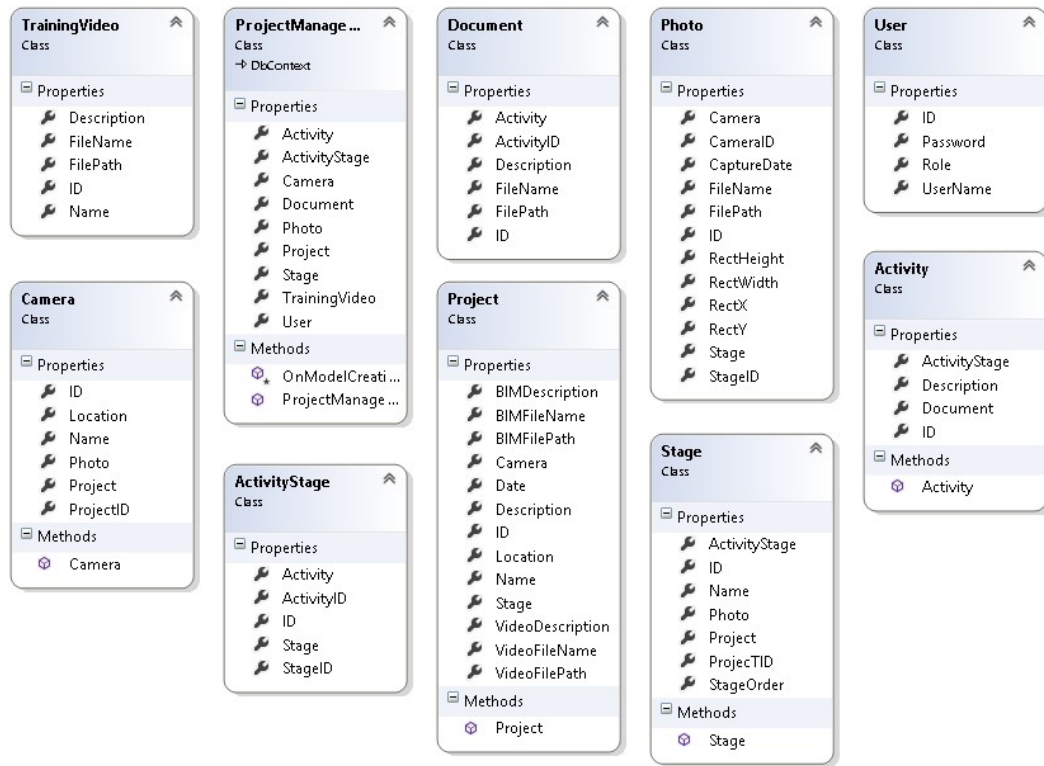 TrainingVideo
Class
Properties
Description
FileName
FilePath
ID
Name
Camera
Class
Properties
ID
Location
Name
Photo
Project
ProjectID
Methods
Camera
ProjectManage ...
Class
DbContext
Properties
Activity
ActivityStage
Camera
Document
Photo
Project
Stage
TrainingVideo
User
Methods
OnModelCreati ...
ProjectManage ...
ActivityStage
Class
Properties
Activity
ActivityID
ID
Stage
StageID
Document
Class
Properties
Activity
ActivityID
Description
FileName
FilePath
ID
Project
Class
Properties
BIMDescription
BIMFileName
BIMFilePath
Camera
Date
Description
ID
Location
Name
Stage
VideoDescription
VideoFileName
VideoFilePath
Methods
Project
Photo
Class
Properties
Camera
CameraID
CaptureDate
FileName
FilePath
ID
RectHeight
RectWidth
RectX
RectY
Stage
StageID
Stage
Class
Properties
ActivityStage
ID
Name
Photo
Project
ProjecTID
StageOrder
Methods
Stage
User
Class
Properties
ID
Password
Role
UserName
Activity
Class
Properties
ActivityStage
Description
Document
ID
Methods
Activity